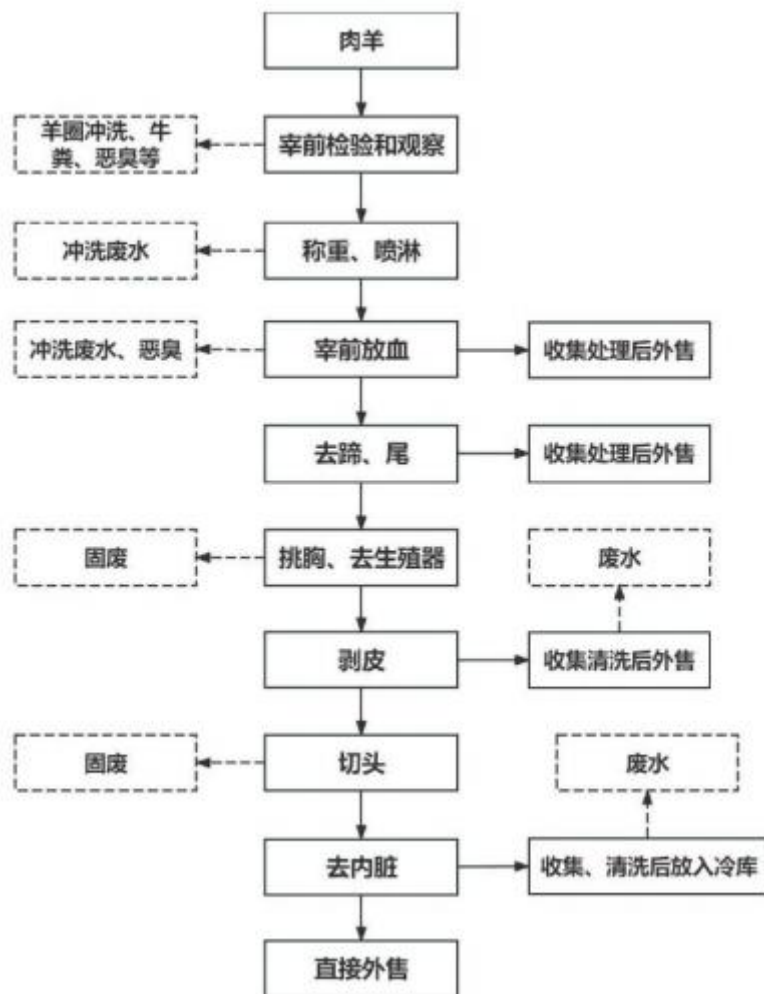 肉羊
羊圈冲洗、牛
粪、恶臭等
宰前检验和观察
冲洗废水
称重、喷淋
冲洗废水、恶臭
宰前放血
收集处理后外售
去蹄、尾
收集处理后外售
固废
挑胸、去生殖器
废水
剥皮
收集清洗后外售
固废
切头
废水
去内脏
收集、清洗后放入冷库
直接外售